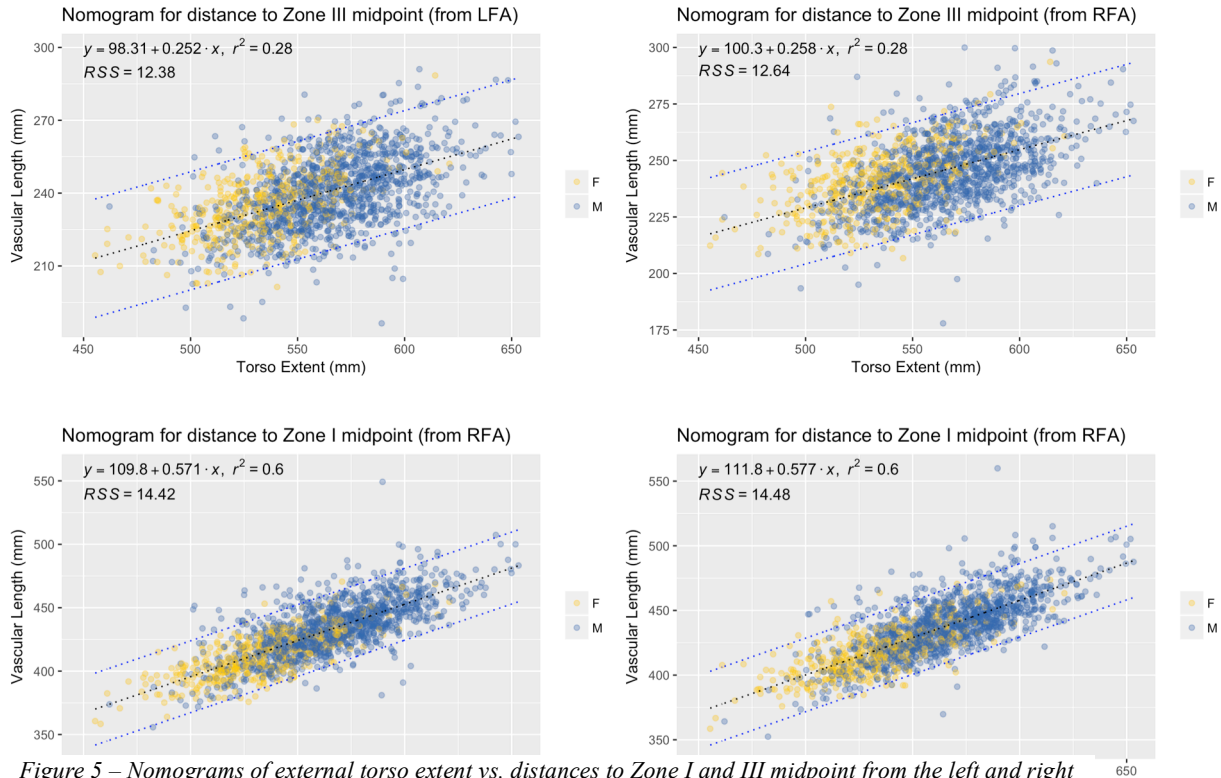 Nomogram for distance to Zone III midpoint (from LFA)
y = 98.31 + 0.252 · x, r² = 0.28
RSS = 12.38
300
270
240
210
Vascular Length (mm)
450 500 550 600 650
Torso Extent (mm)
F
M
Nomogram for distance to Zone III midpoint (from RFA)
y = 100.3 + 0.258 · x, r² = 0.28
RSS = 12.64
300
275
250
225
200
175
Vascular Length (mm)
450 500 550 600 650
Torso Extent (mm)
F
M
Nomogram for distance to Zone I midpoint (from RFA)
y = 109.8 + 0.571 · x, r² = 0.6
RSS = 14.42
550
500
450
400
350
Vascular Length (mm)
F
M
Nomogram for distance to Zone I midpoint (from RFA)
y = 111.8 + 0.577 · x, r² = 0.6
RSS = 14.48
550
500
450
400
350
Vascular Length (mm)
650
F
M
Figure 5 – Nomograms of external torso extent vs. distances to Zone I and III midpoint from the left and right